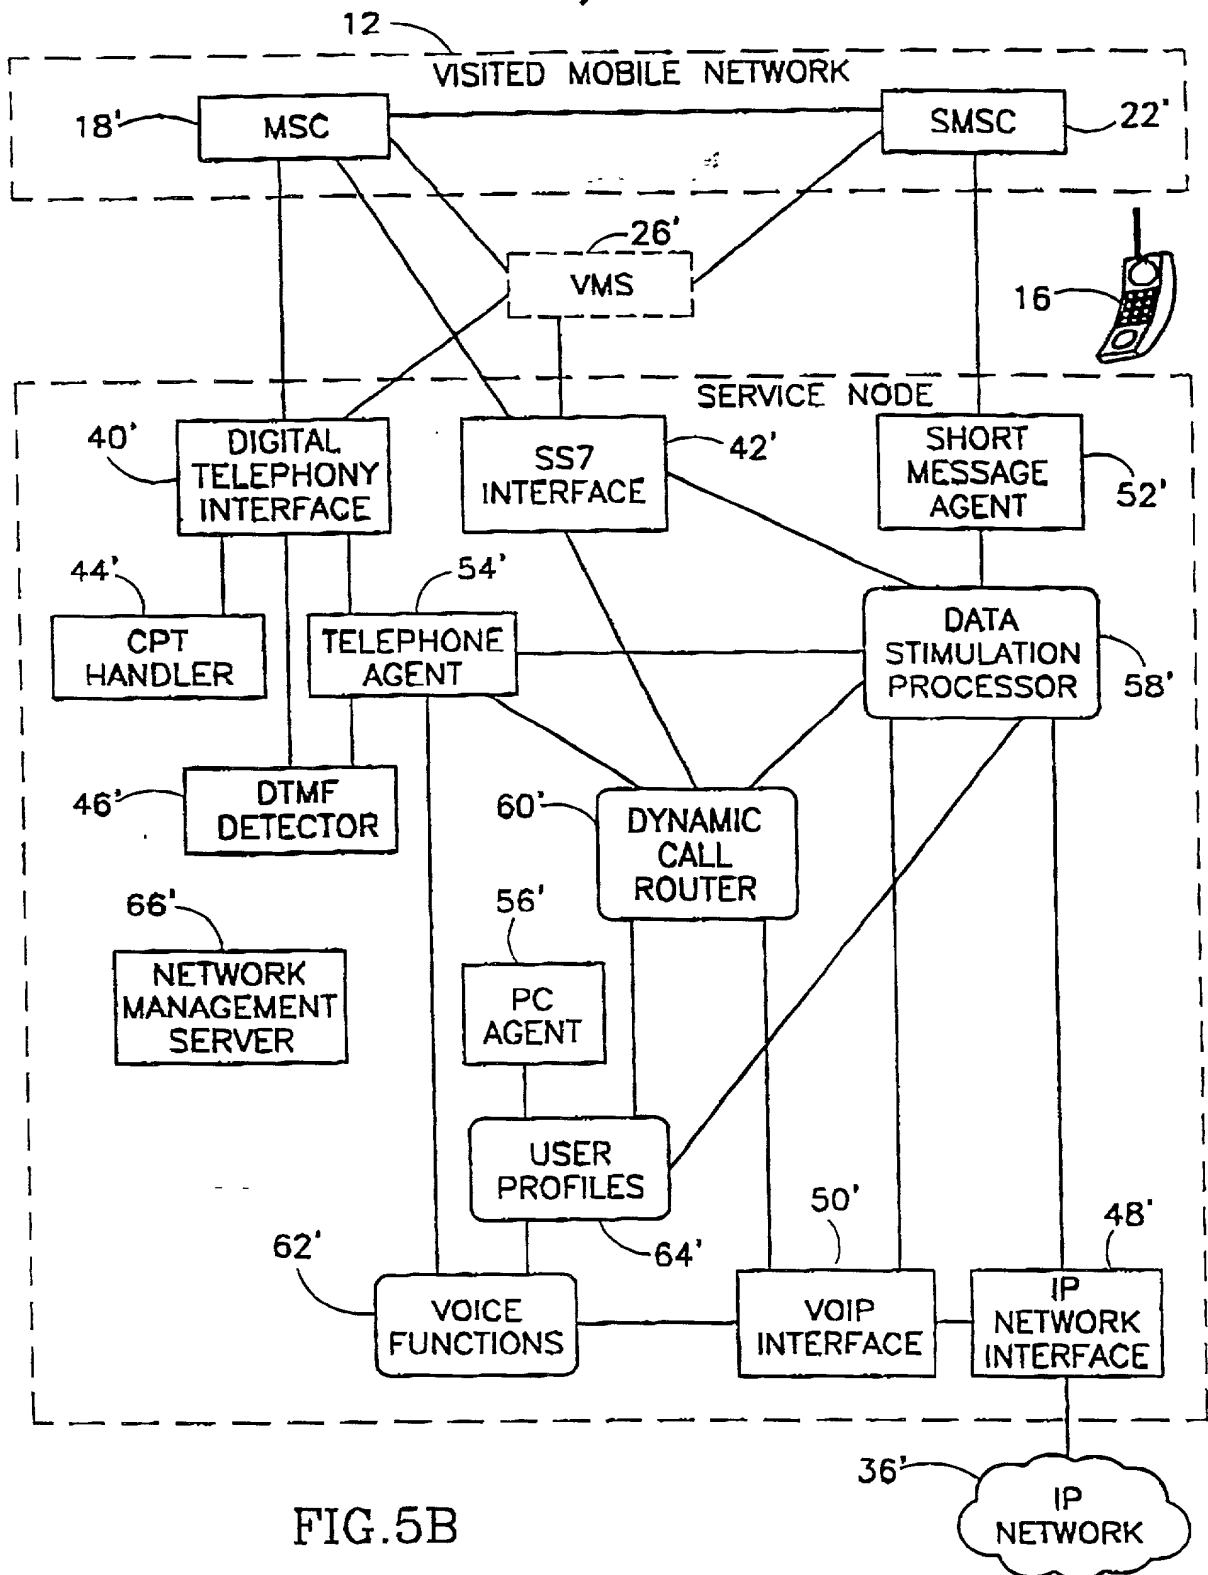 12
VISITED MOBILE NETWORK
18'
MSC
SMSC
22'
26'
VMS
16
SERVICE NODE
40'
DIGITAL
TELEPHONY
INTERFACE
SS7
INTERFACE
42'
SHORT
MESSAGE
AGENT
52'
44'
54'
CPT
HANDLER
TELEPHONE
AGENT
DATA
STIMULATION
PROCESSOR
58'
46'
DTMF
DETECTOR
60'
DYNAMIC
CALL
ROUTER
66'
56'
NETWORK
MANAGEMENT
SERVER
PC
AGENT
USER
PROFILES
64'
50'
48'
62'
VOICE
FUNCTIONS
VOIP
INTERFACE
IP
NETWORK
INTERFACE
36'
IP
NETWORK
FIG.5B